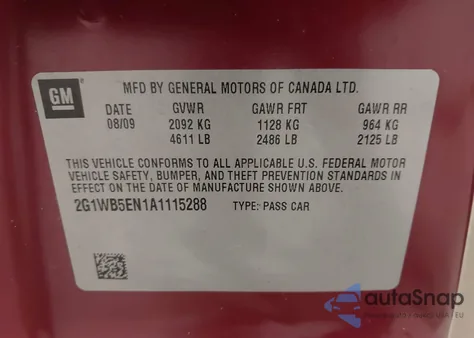 GM
MFD BY GENERAL MOTORS OF CANADA LTD.
DATE GVWR GAWR FRT GAWR RR
08/09 2092 KG 1128 KG 964 KG
4611 LB 2486 LB 2125 LB
THIS VEHICLE CONFORMS TO ALL APPLICABLE U.S. FEDERAL MOTOR
VEHICLE SAFETY, BUMPER, AND THEFT PREVENTION STANDARDS IN
EFFECT ON THE DATE OF MANUFACTURE SHOWN ABOVE.
2G1WB5EN1A1115288 TYPE: PASS CAR
autoSnap